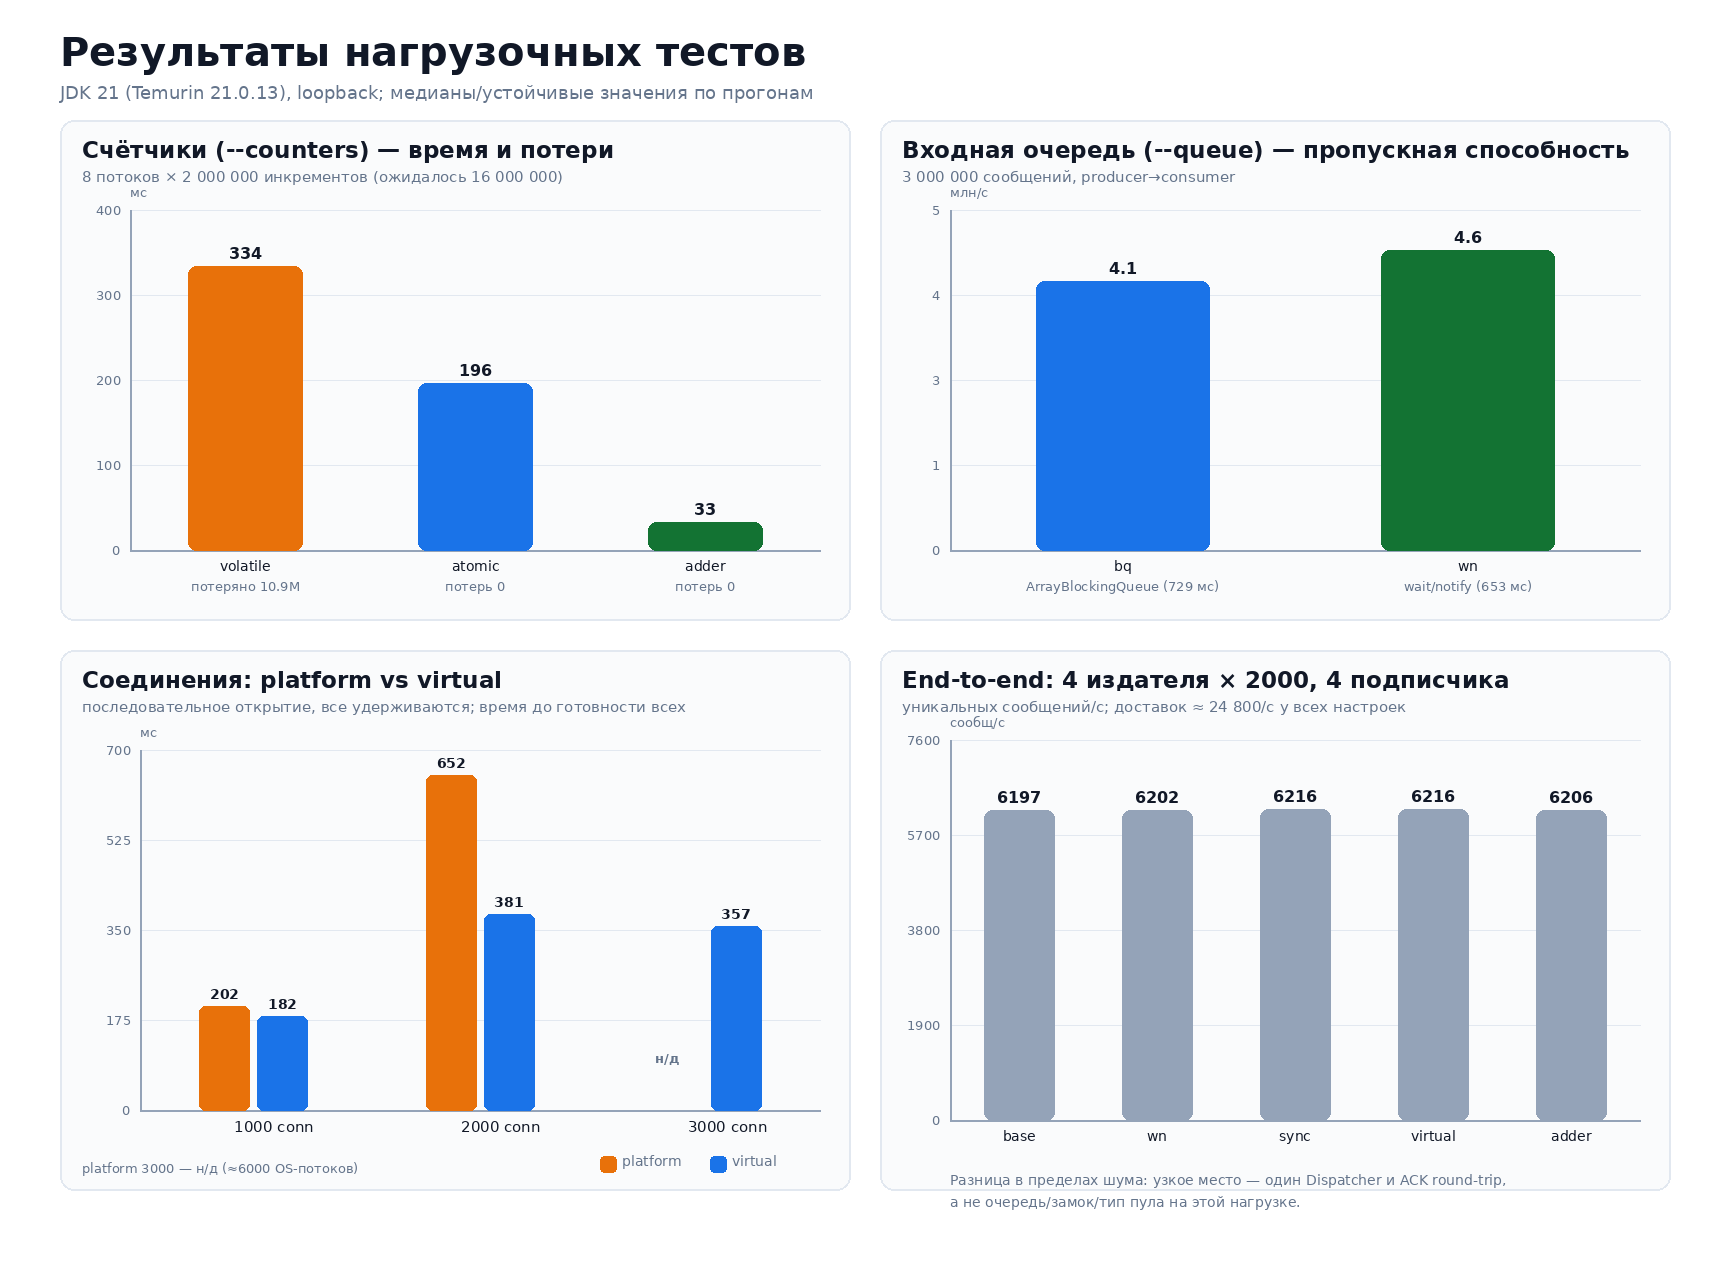 Результаты нагрузочных тестов
JDK 21 (Temurin 21.0.13), loopback; медианы/устойчивые значения по прогонам
Счётчики (--counters) — время и потери
8 потоков × 2 000 000 инкрементов (ожидалось 16 000 000)
мс
400
300
200
100
0
334
196
33
volatile
atomic
adder
потеряно 10.9M
потерь 0
потерь 0
Входная очередь (--queue) — пропускная способность
3 000 000 сообщений, producer→consumer
млн/с
5
4
3
1
0
4.1
4.6
bq
wn
ArrayBlockingQueue (729 мс)
wait/notify (653 мс)
Соединения: platform vs virtual
последовательное открытие, все удерживаются; время до готовности всех
мс
700
525
350
175
0
202
182
652
381
н/д
357
1000 conn
2000 conn
3000 conn
platform 3000 — н/д (≈6000 OS-потоков)
platform
virtual
End-to-end: 4 издателя × 2000, 4 подписчика
уникальных сообщений/с; доставок ≈ 24 800/с у всех настроек
сообщ/с
7600
5700
3800
1900
0
6197
6202
6216
6216
6206
base
wn
sync
virtual
adder
Разница в пределах шума: узкое место — один Dispatcher и ACK round-trip,
а не очередь/замок/тип пула на этой нагрузке.